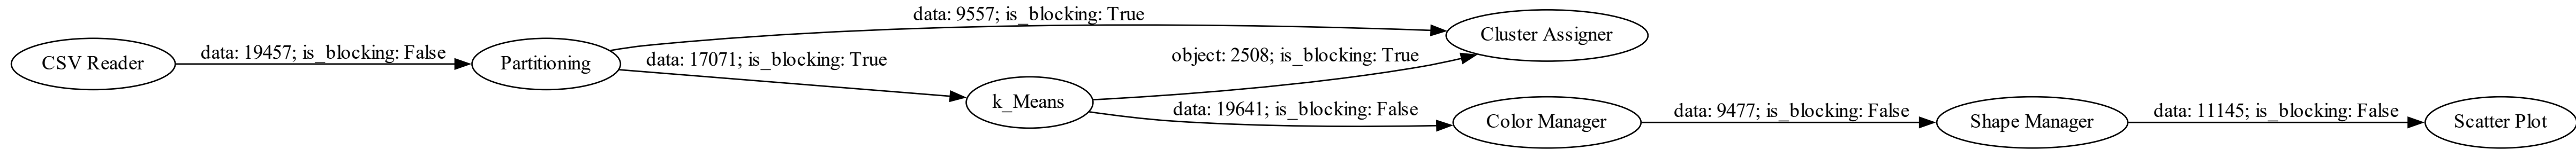 CSV Reader
data: 19457; is_blocking: False
Partitioning
data: 9557; is_blocking: True
data: 17071; is_blocking: True
k_Means
object: 2508; is_blocking: True
data: 19641; is_blocking: False
Cluster Assigner
Color Manager
data: 9477; is_blocking: False
Shape Manager
data: 11145; is_blocking: False
Scatter Plot